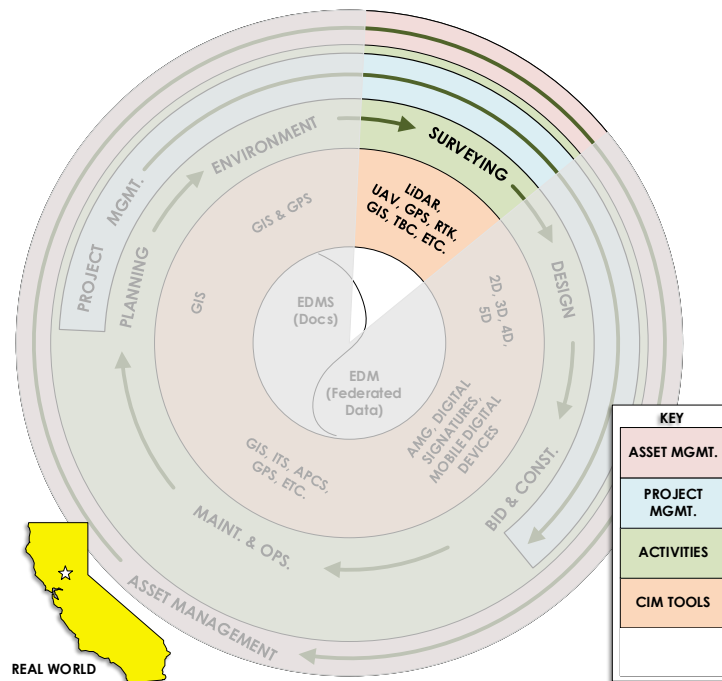 ENVIRONMENT
SURVEYING
DESIGN
BID & CONST.
MAINT. & OPS.
PLANNING
PROJECT MGMT.
ASSET MANAGEMENT
GIS & GPS
LiDAR,
UAV, GPS, RTK,
GIS, TBC, ETC.
2D, 3D, 4D,
5D
AMG, DIGITAL
SIGNATURES,
MOBILE DIGITAL
DEVICES
GIS, ITS, APCS,
GPS, ETC.
GIS
EDMS
(Docs)
EDM
(Federated
Data)
KEY
ASSET MGMT.
PROJECT
MGMT.
ACTIVITIES
CIM TOOLS
REAL WORLD